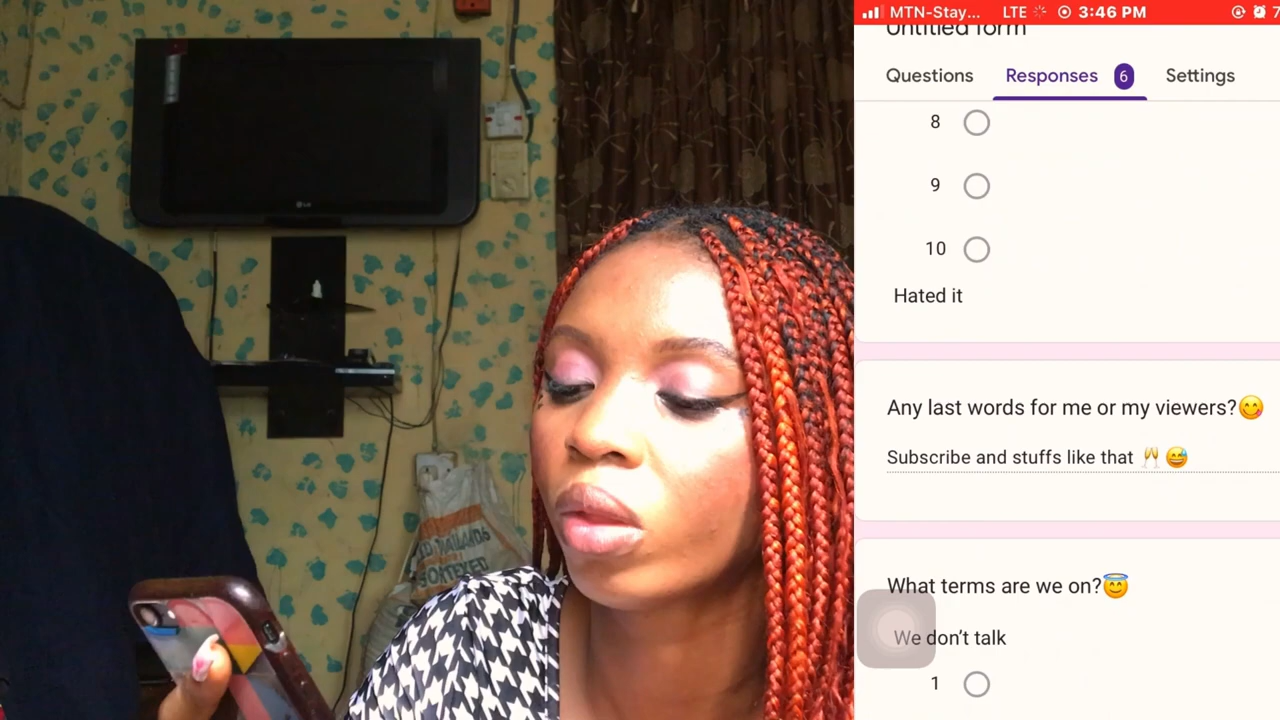 LG
MTN-Stay... LTE 3:46 PM 7
Untitled form
Questions Responses 6 Settings
8
9
10
Hated it
Any last words for me or my viewers?😋
Subscribe and stuffs like that 🥂😅
What terms are we on?😇
We don't talk
1